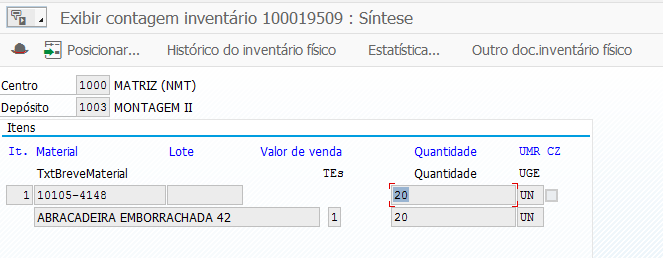 Exibir contagem inventário 100019509 : Síntese
Posicionar... Histórico do inventário físico Estatística... Outro doc.inventário físico
Centro 1000 MATRIZ (NMT)
Depósito 1003 MONTAGEM II
Itens
It. Material Lote Valor de venda Quantidade UMR CZ
TxtBreveMaterial TEs Quantidade UGE
1 10105-4148 20 UN
ABRACADEIRA EMBORRACHADA 42 1 20 UN